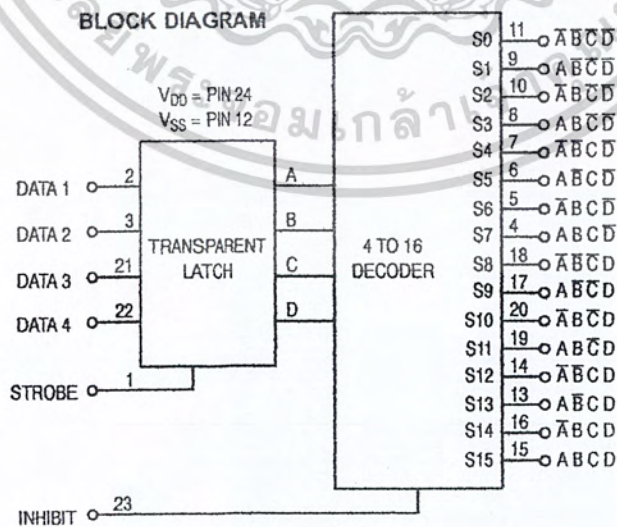 BLOCK DIAGRAM
V_DD = PIN 24
V_SS = PIN 12
DATA 1 2
DATA 2 3
DATA 3 21
DATA 4 22
STROBE 1
INHIBIT 23
TRANSPARENT
LATCH
A
B
C
D
4 TO 16
DECODER
S0 11 A̅B̅C̅D̅
S1 9 AB̅C̅D̅
S2 10 A̅BC̅D̅
S3 8 ABC̅D̅
S4 7 A̅B̅CD̅
S5 6 AB̅CD̅
S6 5 A̅BCD̅
S7 4 ABCD̅
S8 18 A̅B̅C̅D
S9 17 AB̅C̅D
S10 20 A̅BC̅D
S11 19 ABC̅D
S12 14 A̅B̅CD
S13 13 AB̅CD
S14 16 A̅BCD
S15 15 ABCD